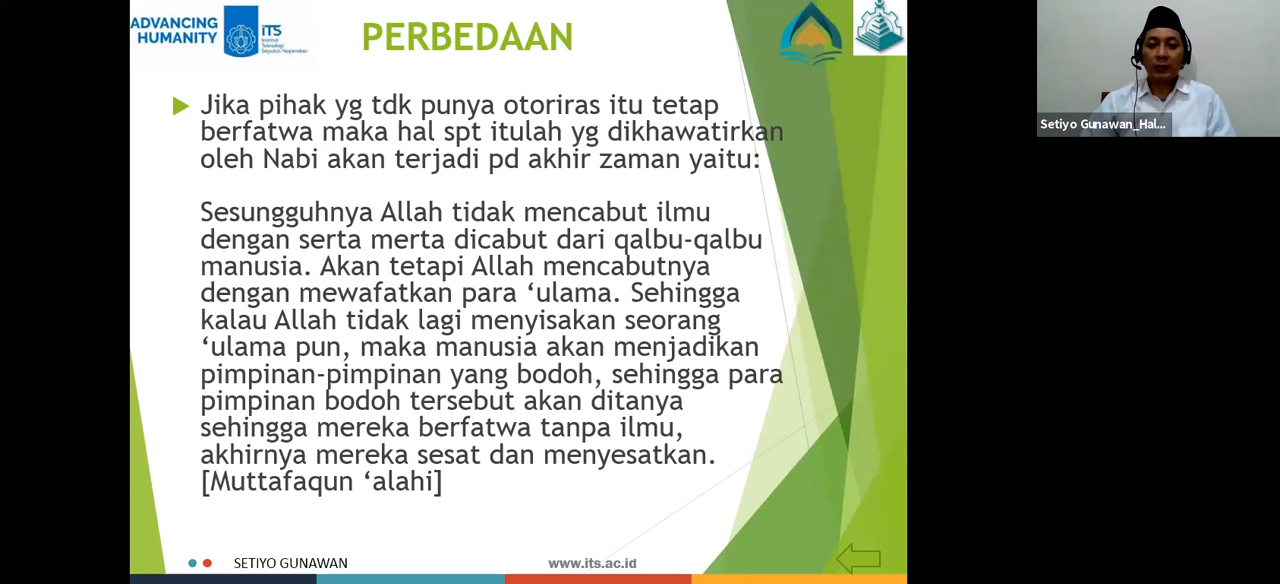 ADVANCING
HUMANITY
ITS
Institut
Teknologi
Sepuluh Nopember
PERBEDAAN
Jika pihak yg tdk punya otoriras itu tetap
berfatwa maka hal spt itulah yg dikhawatirkan
oleh Nabi akan terjadi pd akhir zaman yaitu:
Sesungguhnya Allah tidak mencabut ilmu
dengan serta merta dicabut dari qalbu-qalbu
manusia. Akan tetapi Allah mencabutnya
dengan mewafatkan para ‘ulama. Sehingga
kalau Allah tidak lagi menyisakan seorang
‘ulama pun, maka manusia akan menjadikan
pimpinan-pimpinan yang bodoh, sehingga para
pimpinan bodoh tersebut akan ditanya
sehingga mereka berfatwa tanpa ilmu,
akhirnya mereka sesat dan menyesatkan.
[Muttafaqun ‘alahi]
SETIYO GUNAWAN
www.its.ac.id
Setiyo Gunawan_Hal...